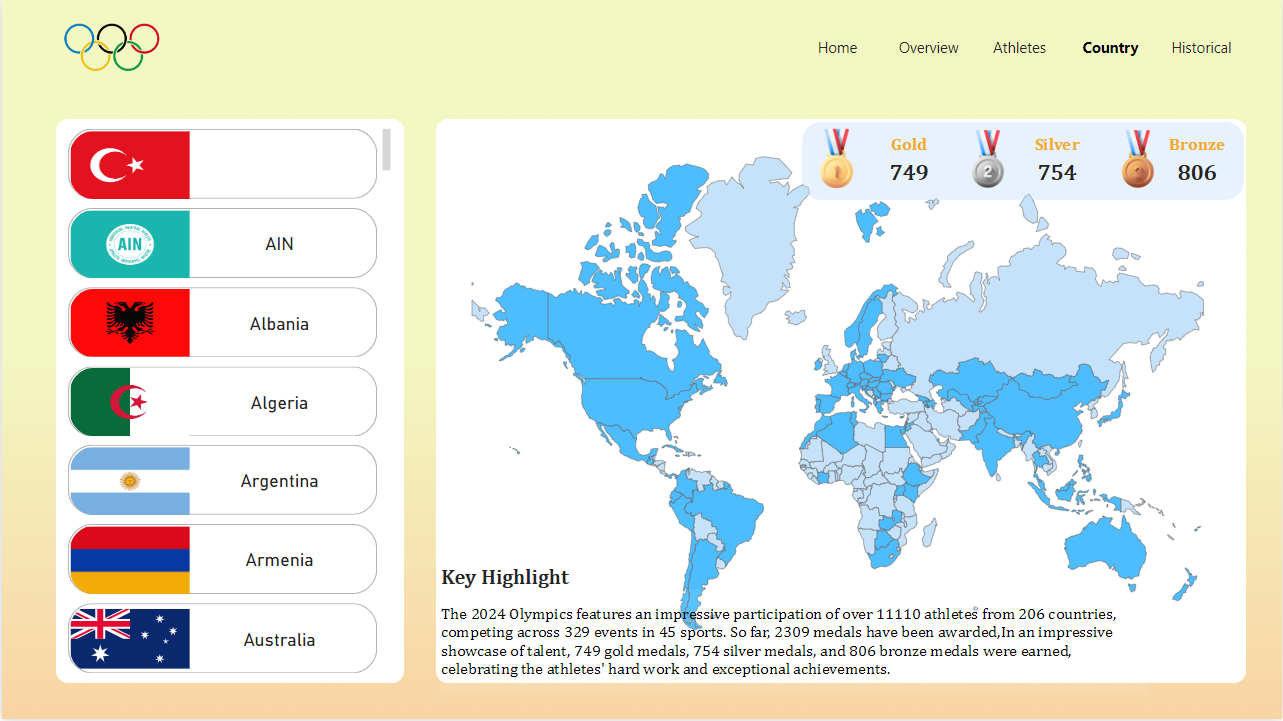 Home Overview Athletes Country Historical
AIN
AIN
Albania
Algeria
Argentina
Armenia
Australia
Gold Silver Bronze
1 749 2 754 806
Key Highlight
The 2024 Olympics features an impressive participation of over 11110 athletes from 206 countries,
competing across 329 events in 45 sports. So far, 2309 medals have been awarded,In an impressive
showcase of talent, 749 gold medals, 754 silver medals, and 806 bronze medals were earned,
celebrating the athletes' hard work and exceptional achievements.